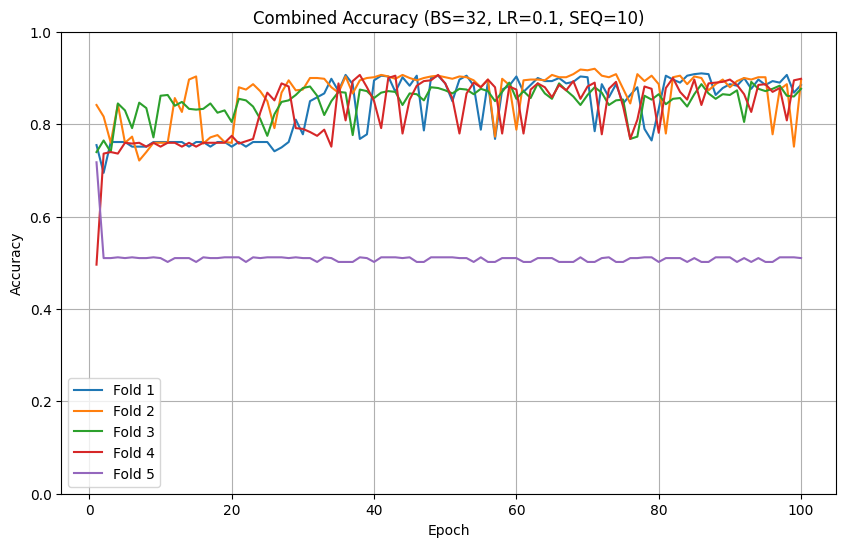 Combined Accuracy (BS=32, LR=0.1, SEQ=10)
1.0
0.8
0.6
0.4
0.2
0.0
Accuracy
Fold 1
Fold 2
Fold 3
Fold 4
Fold 5
0 20 40 60 80 100
Epoch